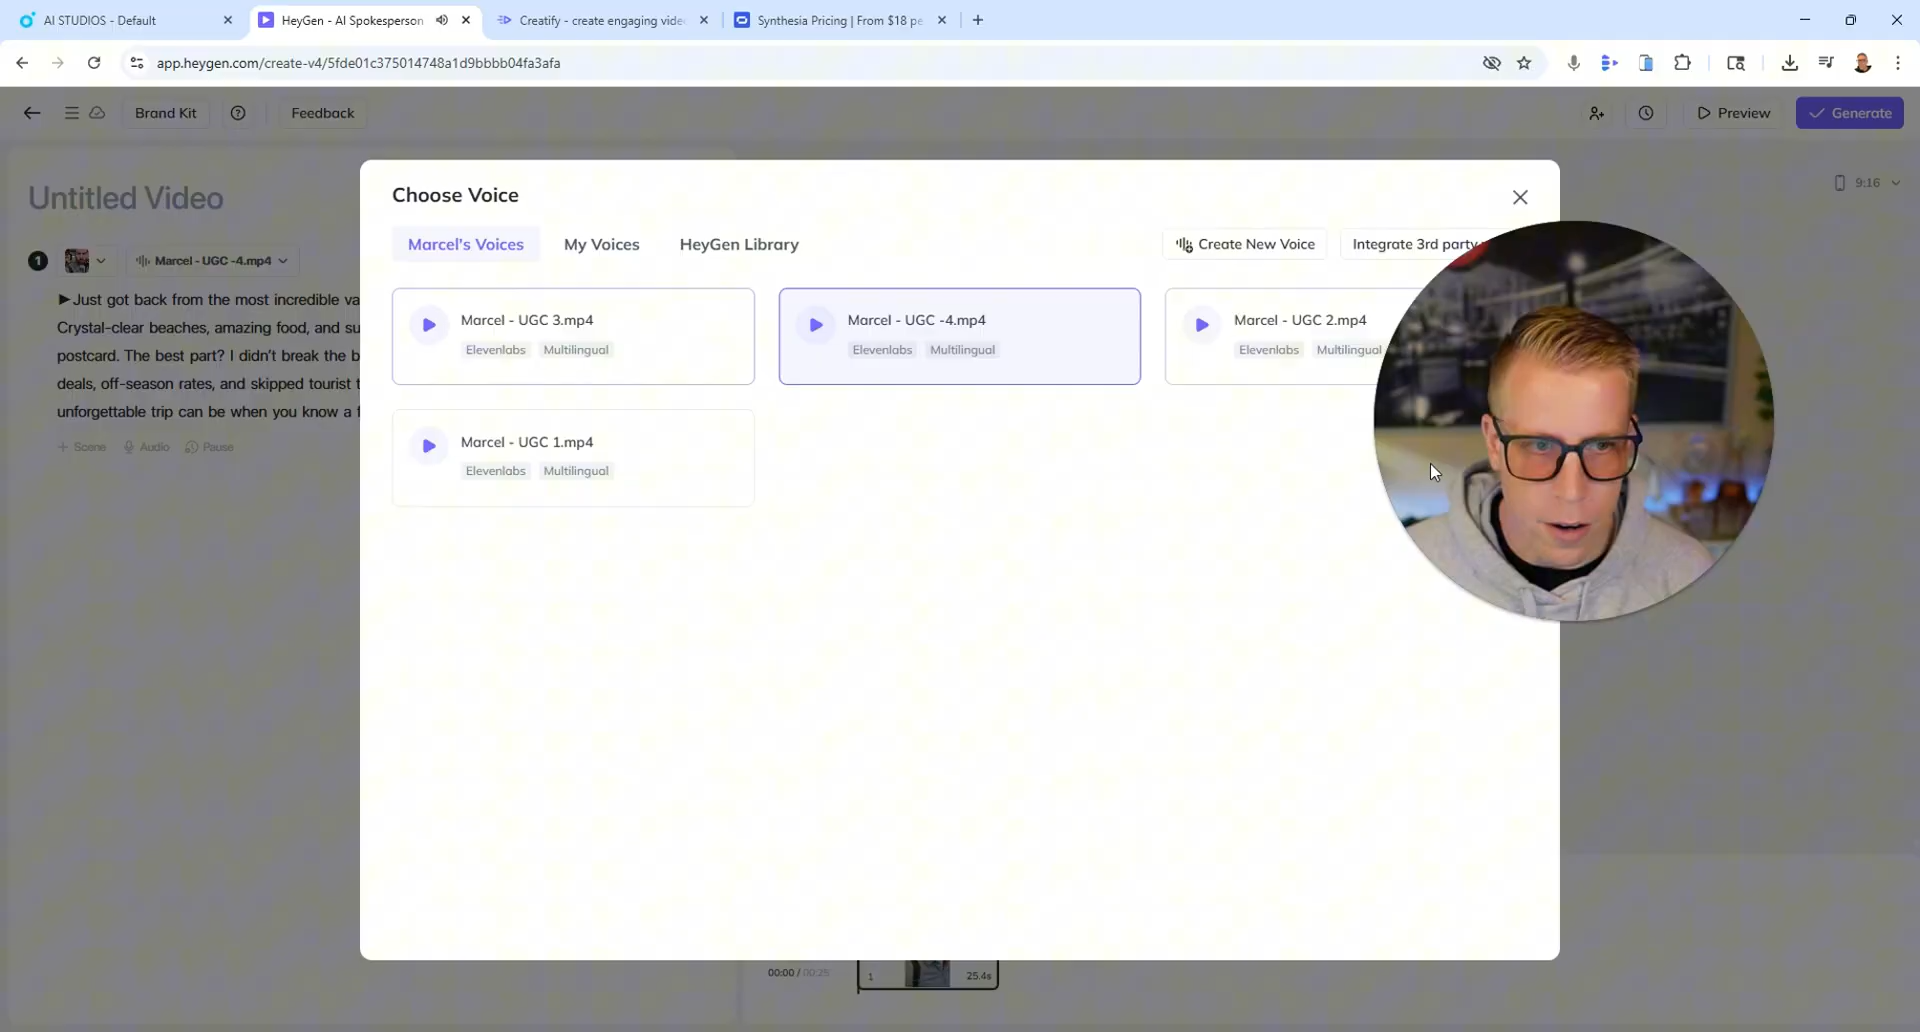 AI STUDIOS - Default
HeyGen - AI Spokesperson
Creatify - create engaging vide
Synthesia Pricing | From $18 pe
app.heygen.com/create-v4/5fde01c375014748a1d9bbbb04fa3afa
Brand Kit
Feedback
Preview
Generate
Untitled Video
9:16
Choose Voice
Marcel's Voices
My Voices
HeyGen Library
Create New Voice
Integrate 3rd party
1
Marcel - UGC -4.mp4
Just got back from the most incredible va
Crystal-clear beaches, amazing food, and su
postcard. The best part? I didn't break the b
deals, off-season rates, and skipped tourist t
unforgettable trip can be when you know a f
+ Scene
Audio
Pause
Marcel - UGC 3.mp4
Elevenlabs
Multilingual
Marcel - UGC -4.mp4
Elevenlabs
Multilingual
Marcel - UGC 2.mp4
Elevenlabs
Multilingual
Marcel - UGC 1.mp4
Elevenlabs
Multilingual
00:00 / 00:25
1
25.4s